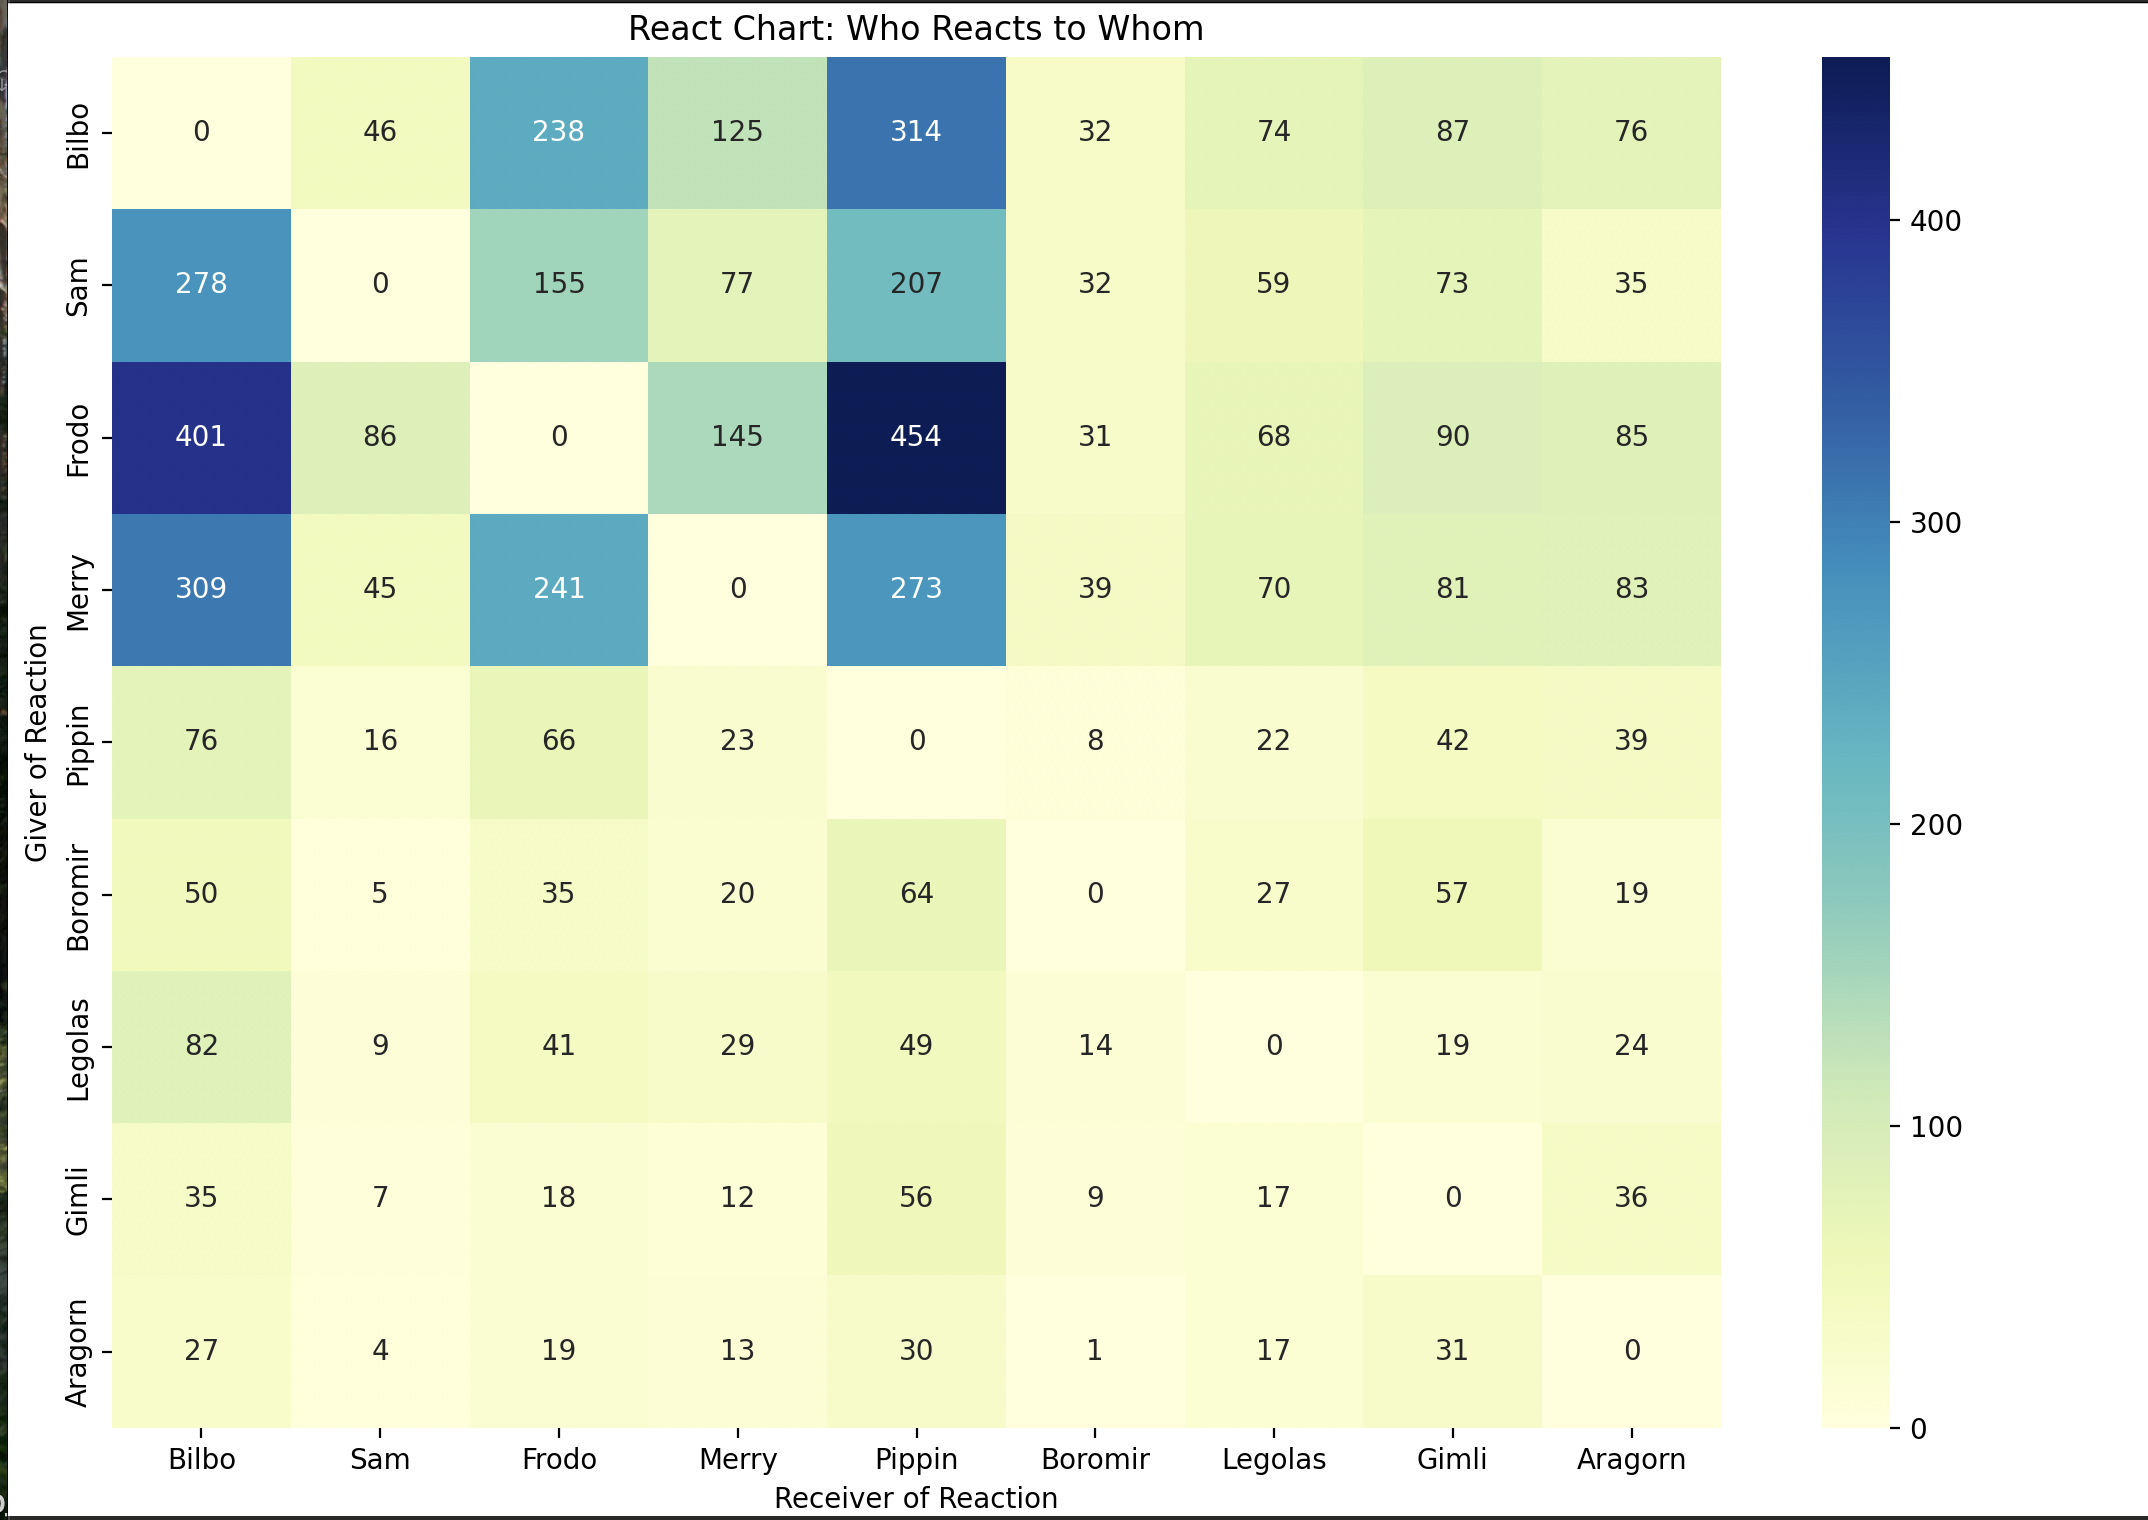 React Chart: Who Reacts to Whom
Giver of Reaction
Bilbo 0 46 238 125 314 32 74 87 76
Sam 278 0 155 77 207 32 59 73 35
Frodo 401 86 0 145 454 31 68 90 85
Merry 309 45 241 0 273 39 70 81 83
Pippin 76 16 66 23 0 8 22 42 39
Boromir 50 5 35 20 64 0 27 57 19
Legolas 82 9 41 29 49 14 0 19 24
Gimli 35 7 18 12 56 9 17 0 36
Aragorn 27 4 19 13 30 1 17 31 0
Bilbo Sam Frodo Merry Pippin Boromir Legolas Gimli Aragorn
Receiver of Reaction
400
300
200
100
0